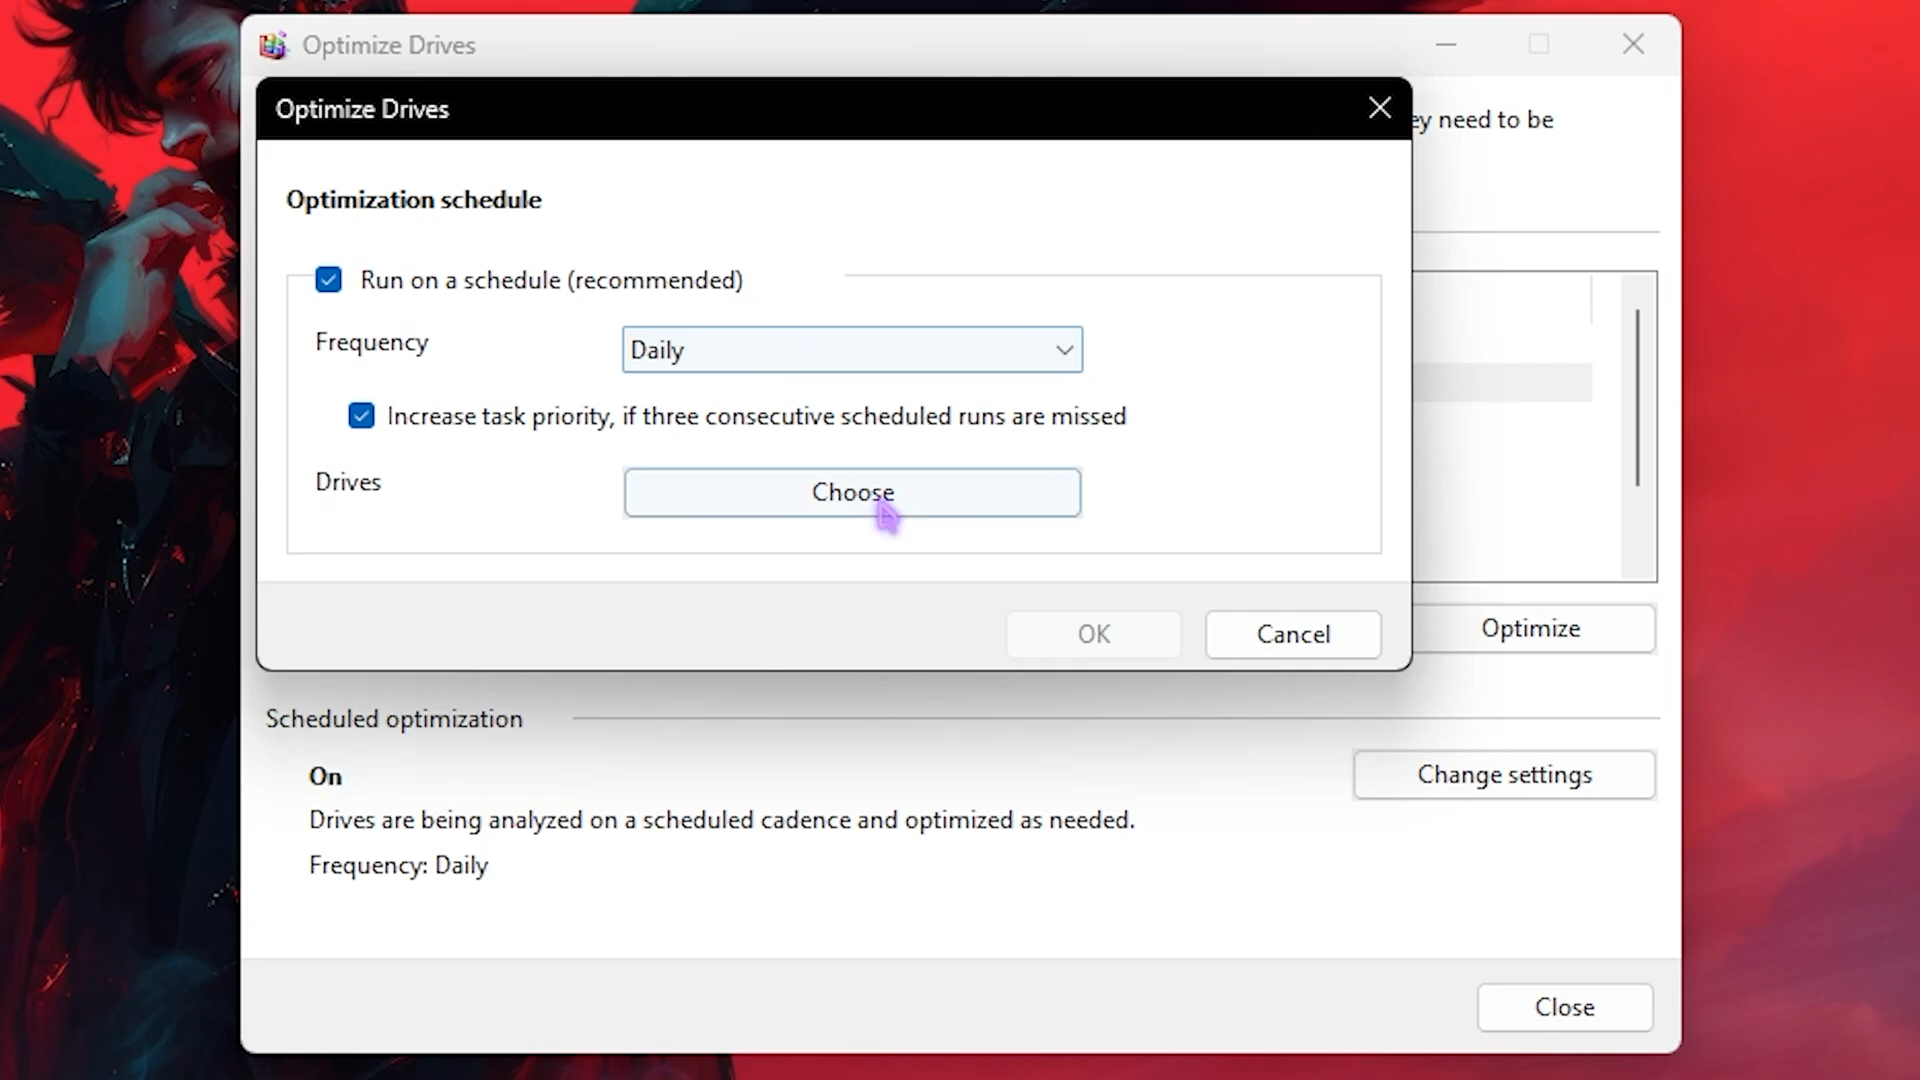 Optimize Drives
Optimize Drives
ey need to be
Optimization schedule
Run on a schedule (recommended)
Frequency
Daily
Increase task priority, if three consecutive scheduled runs are missed
Drives
Choose
OK
Cancel
Optimize
Scheduled optimization
On
Change settings
Drives are being analyzed on a scheduled cadence and optimized as needed.
Frequency: Daily
Close